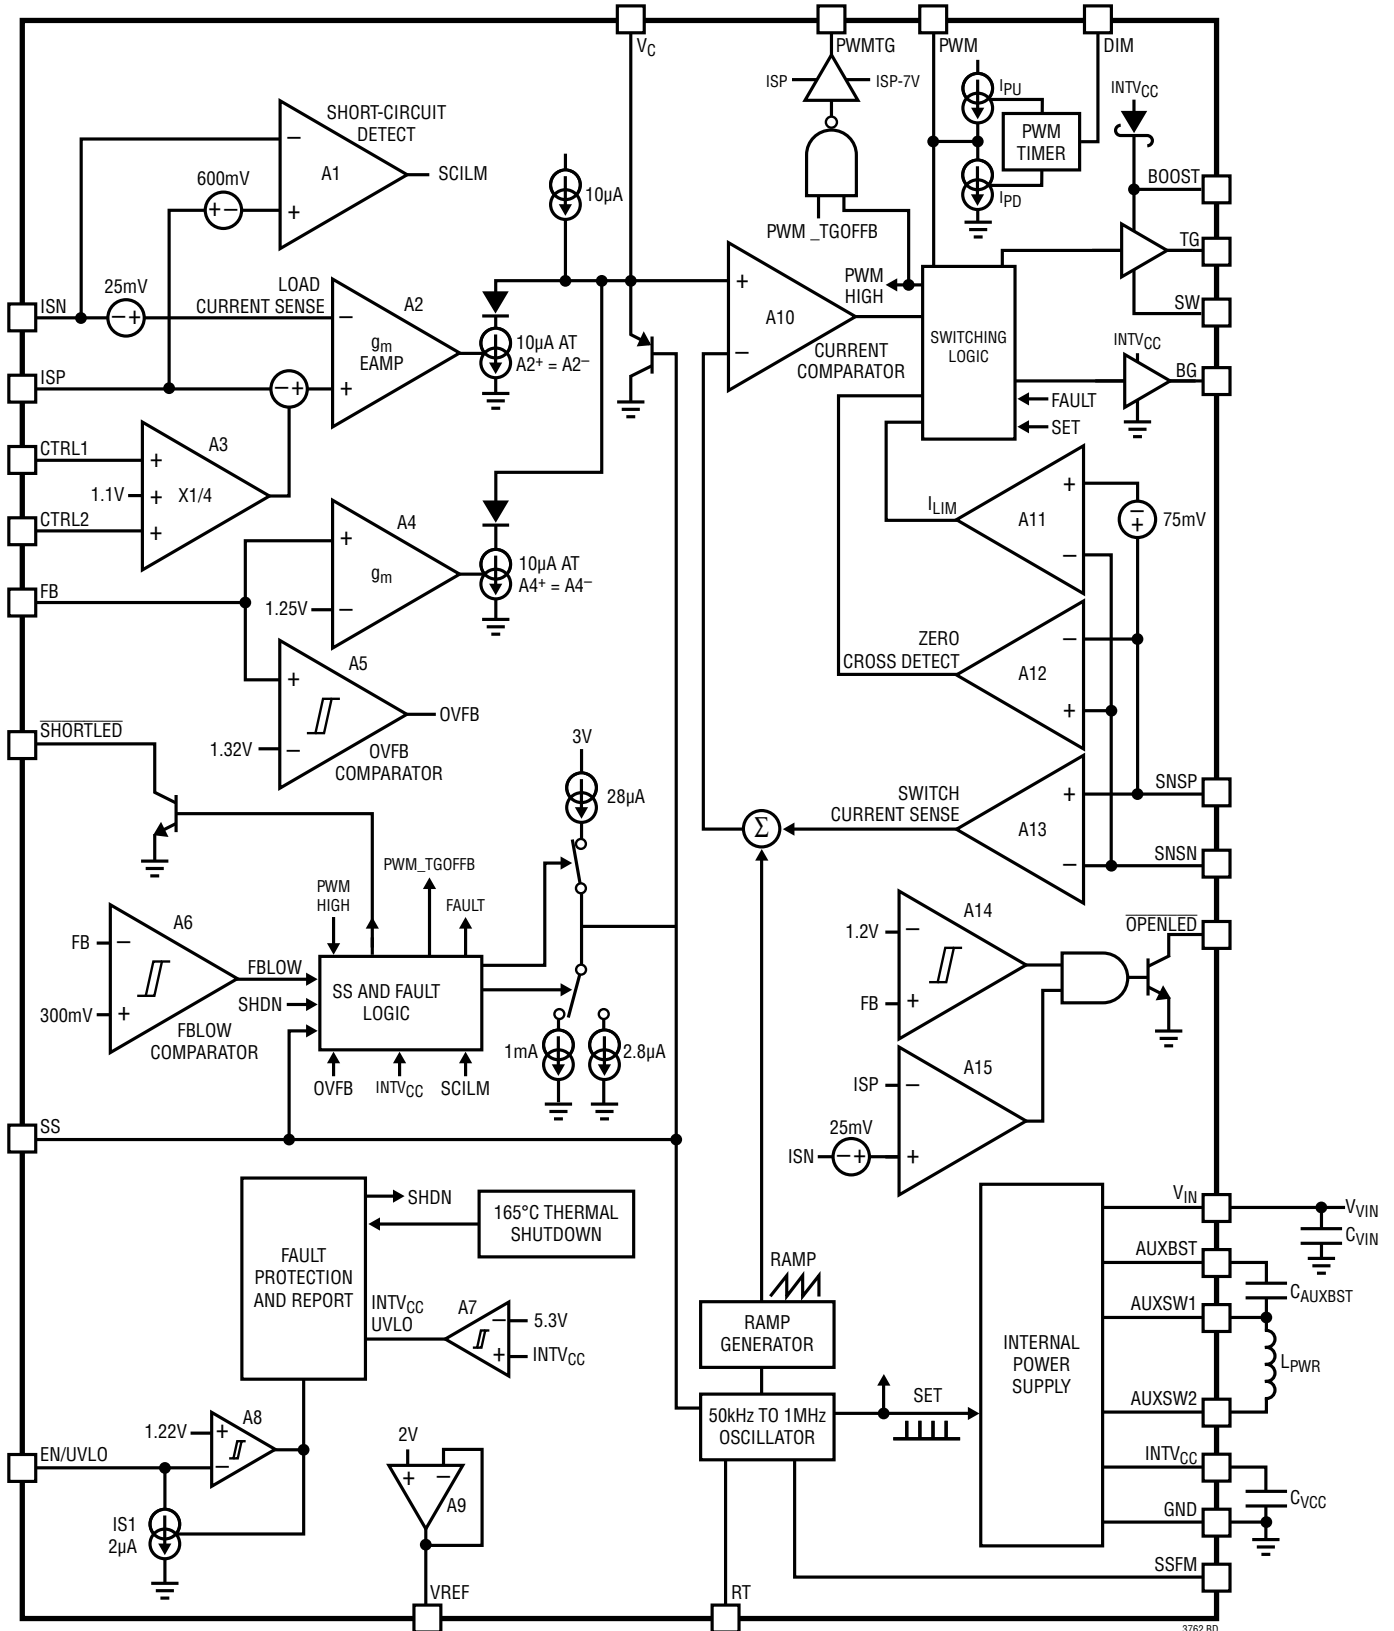 VC
PWMTG
PWM
DIM
ISP
ISP-7V
IPU
INTVCC
PWM
TIMER
IPD
BOOST
PWM _TGOFFB
TG
SW
SHORT-CIRCUIT
DETECT
−
A1
SCILM
600mV
+−
+
10µA
ISN
25mV
−+
LOAD
CURRENT SENSE
−
A2
gm
EAMP
+
10µA AT
A2+ = A2−
ISP
−+
+
A10
−
CURRENT
COMPARATOR
PWM
HIGH
SWITCHING
LOGIC
INTVCC
BG
FAULT
SET
CTRL1
A3
+
1.1V
+
X1/4
CTRL2
+
A4
+
gm
1.25V
−
10µA AT
A4+ = A4−
FB
ILIM
+
A11
−
−
+
75mV
ZERO
CROSS DETECT
−
A12
+
A5
+
1.32V
−
OVFB
OVFB
COMPARATOR
SHORTLED
3V
28µA
SWITCH
CURRENT SENSE
Σ
+
A13
−
SNSP
SNSN
PWM
HIGH
PWM_TGOFFB
FAULT
A6
FB
−
300mV
+
FBLOW
FBLOW
COMPARATOR
SHDN
SS AND FAULT
LOGIC
OVFB
INTVCC
SCILM
1mA
2.8µA
A14
1.2V
−
FB
+
OPENLED
A15
ISP
−
25mV
ISN
−+
+
SS
FAULT
PROTECTION
AND REPORT
SHDN
165°C THERMAL
SHUTDOWN
INTVCC
UVLO
A7
−
5.3V
+
INTVCC
RAMP
RAMP
GENERATOR
50kHz TO 1MHz
OSCILLATOR
SET
INTERNAL
POWER
SUPPLY
VIN
VVIN
CVIN
AUXBST
CAUXBST
AUXSW1
LPWR
AUXSW2
INTVCC
CVCC
GND
SSFM
A8
1.22V
+
−
EN/UVLO
IS1
2µA
2V
+
−
A9
VREF
RT
3762 BD